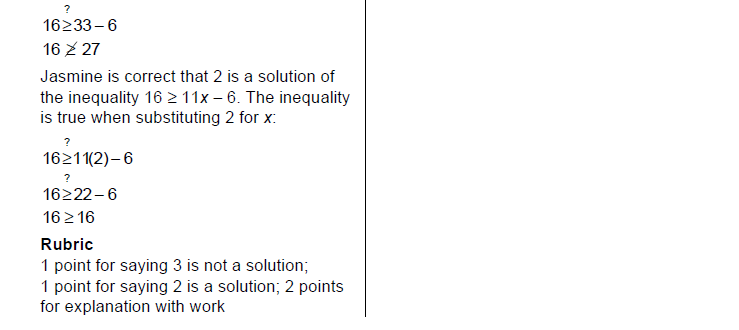 ?
16≥33–6
16 ≱ 27
Jasmine is correct that 2 is a solution of
the inequality 16 ≥ 11x – 6. The inequality
is true when substituting 2 for x:
?
16≥11(2)–6
?
16≥22–6
16 ≥ 16
Rubric
1 point for saying 3 is not a solution;
1 point for saying 2 is a solution; 2 points
for explanation with work